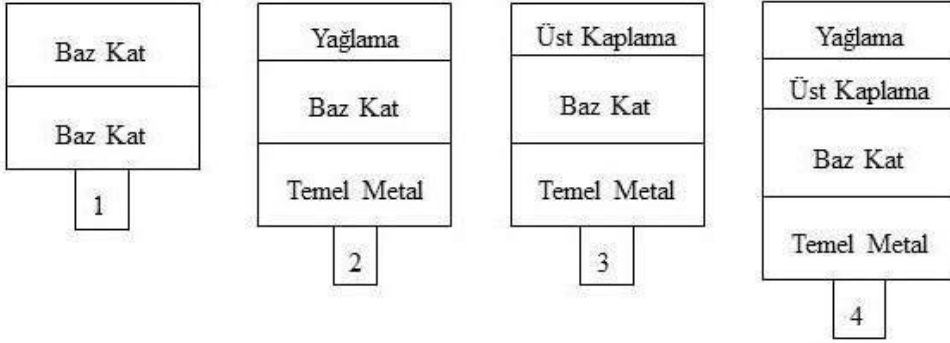 Baz Kat
Baz Kat
1
Yağlama
Baz Kat
Temel Metal
2
Üst Kaplama
Baz Kat
Temel Metal
3
Yağlama
Üst Kaplama
Baz Kat
Temel Metal
4